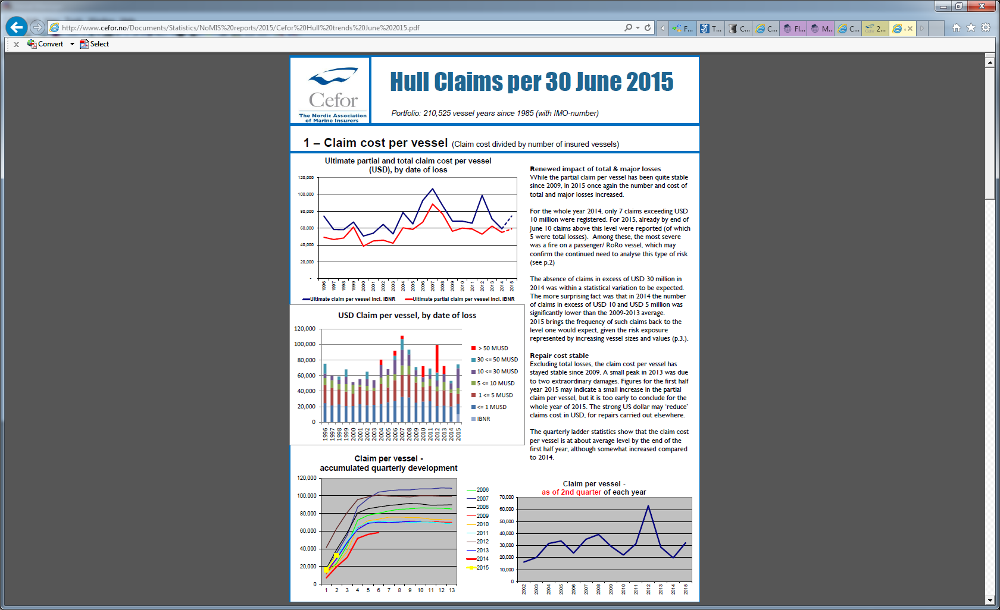 http://www.cefor.no/Documents/Statistics/NoMIS%20reports/2015/Cefor%20Hull%20trends%20June%202015.pdf
F...
T...
C...
C...
Fl...
M...
C...
2...
x Convert Select
Cefor
The Nordic Association
of Marine Insurers
Hull Claims per 30 June 2015
Portfolio: 210,525 vessel years since 1985 (with IMO-number)
1 – Claim cost per vessel (Claim cost divided by number of insured vessels)
Ultimate partial and total claim cost per vessel
(USD), by date of loss
120,000
100,000
80,000
60,000
40,000
20,000
-
1996 1997 1998 1999 2000 2001 2002 2003 2004 2005 2006 2007 2008 2009 2010 2011 2012 2013 2014 2015
Ultimate claim per vessel incl. IBNR Ultimate partial claim per vessel incl. IBNR
USD Claim per vessel, by date of loss
120,000
100,000
80,000
60,000
40,000
20,000
0
1996 1997 1998 1999 2000 2001 2002 2003 2004 2005 2006 2007 2008 2009 2010 2011 2012 2013 2014 2015
> 50 MUSD
30 <= 50 MUSD
10 <= 30 MUSD
5 <= 10 MUSD
1 <= 5 MUSD
<= 1 MUSD
IBNR
Renewed impact of total & major losses
While the partial claim per vessel has been quite stable
since 2009, in 2015 once again the number and cost of
total and major losses increased.
For the whole year 2014, only 7 claims exceeding USD
10 million were registered. For 2015, already by end of
June 10 claims above this level were reported (of which
5 were total losses). Among these, the most severe
was a fire on a passenger/ RoRo vessel, which may
confirm the continued need to analyse this type of risk
(see p.2)
The absence of claims in excess of USD 30 million in
2014 was within a statistical variation to be expected.
The more surprising fact was that in 2014 the number
of claims in excess of USD 10 and USD 5 million was
significantly lower than the 2009-2013 average.
2015 brings the frequency of such claims back to the
level one would expect, given the risk exposure
represented by increasing vessel sizes and values (p.3.).
Repair cost stable
Excluding total losses, the claim cost per vessel has
stayed stable since 2009. A small peak in 2013 was due
to two extraordinary damages. Figures for the first half
year 2015 may indicate a small increase in the partial
claim per vessel, but it is too early to conclude for the
whole year of 2015. The strong US dollar may ‘reduce’
claims cost in USD, for repairs carried out elsewhere.
The quarterly ladder statistics show that the claim cost
per vessel is at about average level by the end of the
first half year, although somewhat increased compared
to 2014.
Claim per vessel -
accumulated quarterly development
120,000
100,000
80,000
60,000
40,000
20,000
0
1 2 3 4 5 6 7 8 9 10 11 12 13
2006
2007
2008
2009
2010
2011
2012
2013
2014
2015
Claim per vessel -
as of 2nd quarter of each year
70,000
60,000
50,000
40,000
30,000
20,000
10,000
0
2002 2003 2004 2005 2006 2007 2008 2009 2010 2011 2012 2013 2014 2015